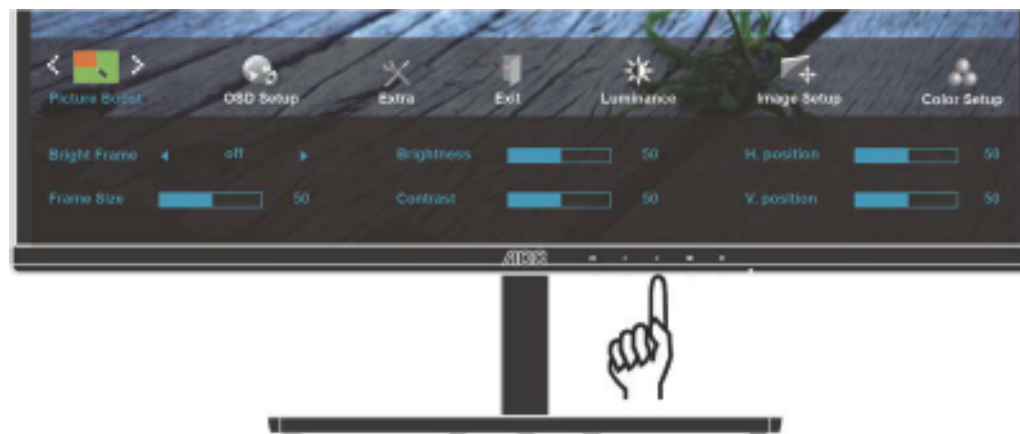 Picture Boost OSD Setup Extra Exit Luminance Image Setup Color Setup
Bright Frame off Brightness 50 H. position 50
Frame Size 50 Contrast 50 V. position 50
AOC